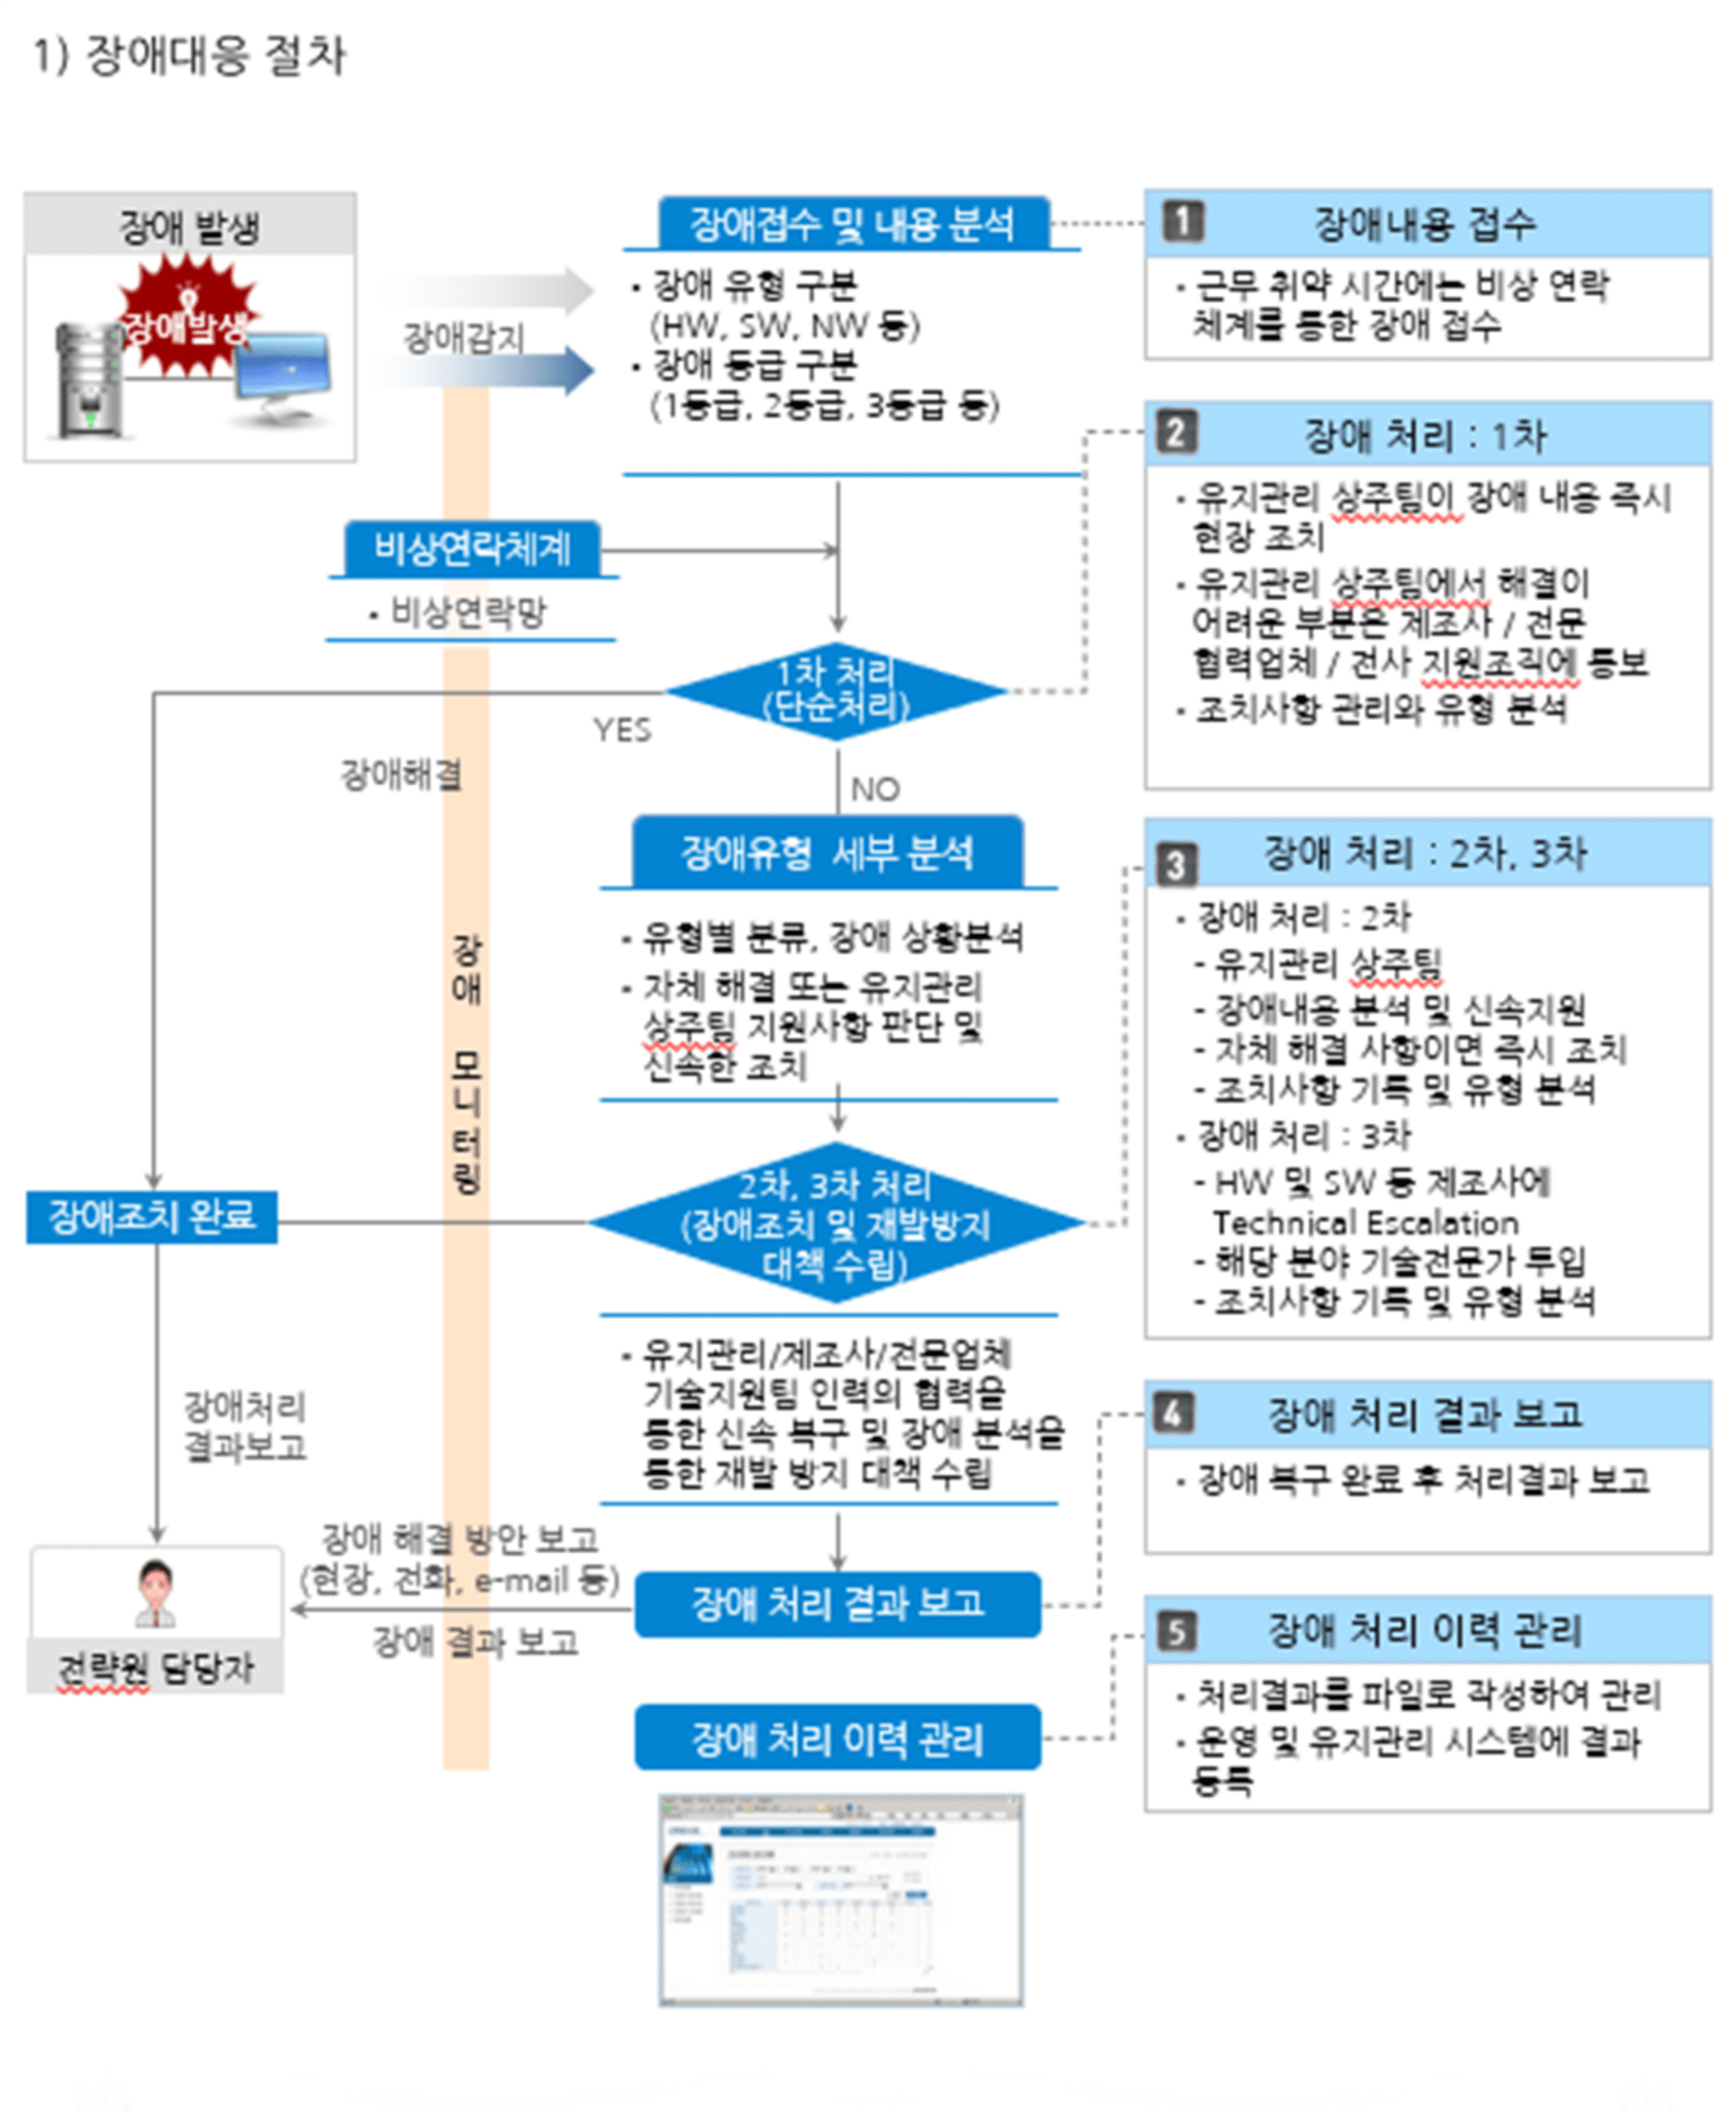 1) 장애대응 절차
장애 발생
장애발생
장애감지
장애접수 및 내용 분석
• 장애 유형 구분
(HW, SW, NW 등)
• 장애 등급 구분
(1등급, 2등급, 3등급 등)
비상연락체계
• 비상연락망
1차 처리
(단순처리)
YES
장애해결
NO
장애유형 세부 분석
• 유형별 분류, 장애 상황분석
• 자체 해결 또는 유지관리
상주팀 지원사항 판단 및
신속한 조치
장애 모니터링
2차, 3차 처리
(장애조치 및 재발방지
대책 수립)
장애조치 완료
• 유지관리/제조사/전문업체
기술지원팀 인력의 협력을
통한 신속 복구 및 장애 분석을
통한 재발 방지 대책 수립
장애처리
결과보고
장애 해결 방안 보고
(현장, 전화, e-mail 등)
장애 결과 보고
장애 처리 결과 보고
전략원 담당자
장애 처리 이력 관리
1 장애내용 접수
• 근무 취약 시간에는 비상 연락
체계를 통한 장애 접수
2 장애 처리 : 1차
• 유지관리 상주팀이 장애 내용 즉시
현장 조치
• 유지관리 상주팀에서 해결이
어려운 부분은 제조사 / 전문
협력업체 / 전사 지원조직에 통보
• 조치사항 관리와 유형 분석
3 장애 처리 : 2차, 3차
• 장애 처리 : 2차
- 유지관리 상주팀
- 장애내용 분석 및 신속지원
- 자체 해결 사항이면 즉시 조치
- 조치사항 기록 및 유형 분석
• 장애 처리 : 3차
- HW 및 SW 등 제조사에
Technical Escalation
- 해당 분야 기술전문가 투입
- 조치사항 기록 및 유형 분석
4 장애 처리 결과 보고
• 장애 복구 완료 후 처리결과 보고
5 장애 처리 이력 관리
• 처리결과를 파일로 작성하여 관리
• 운영 및 유지관리 시스템에 결과
등록